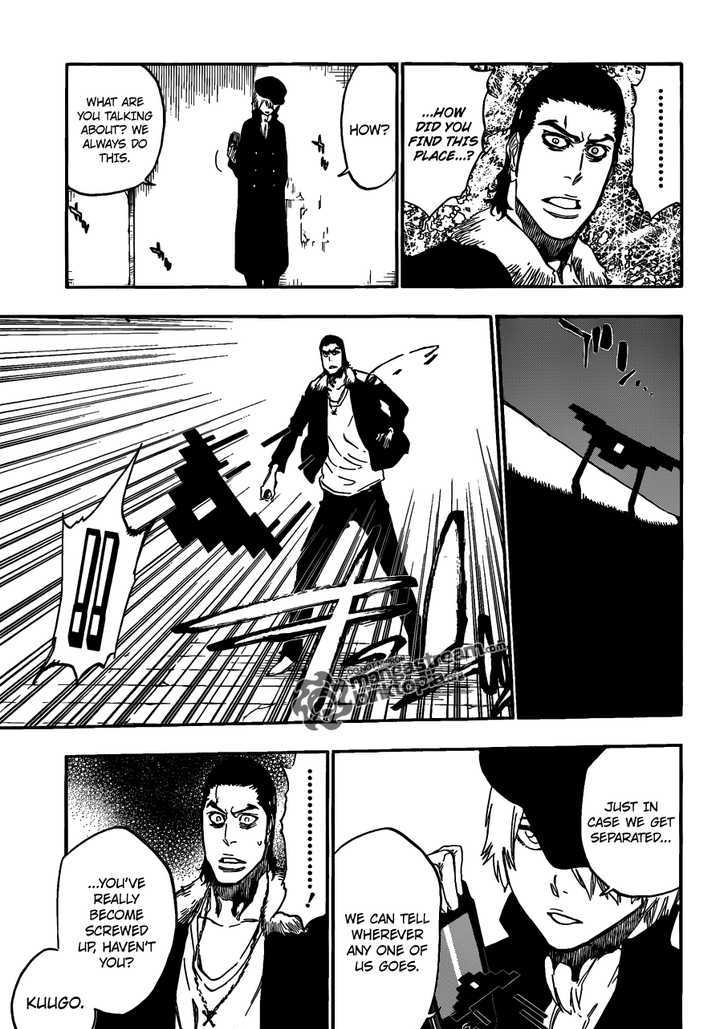 ...HOW
DID YOU
FIND THIS
PLACE...?
HOW?
WHAT ARE
YOU TALKING
ABOUT? WE
ALWAYS DO
THIS.
mangastream.com
JUST IN
CASE WE GET
SEPARATED...
WE CAN TELL
WHEREVER
ANY ONE OF
US GOES.
...YOU'VE
REALLY
BECOME
SCREWED
UP, HAVEN'T
YOU?
KUUGO.